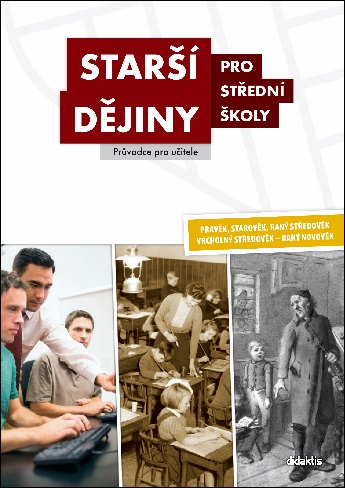 STARŠÍ
DĚJINY
PRO
STŘEDNÍ
ŠKOLY
Průvodce pro učitele
PRAVĚK, STAROVĚK, RANÝ STŘEDOVĚK
VRCHOLNÝ STŘEDOVĚK – RANÝ NOVOVĚK
didaktis